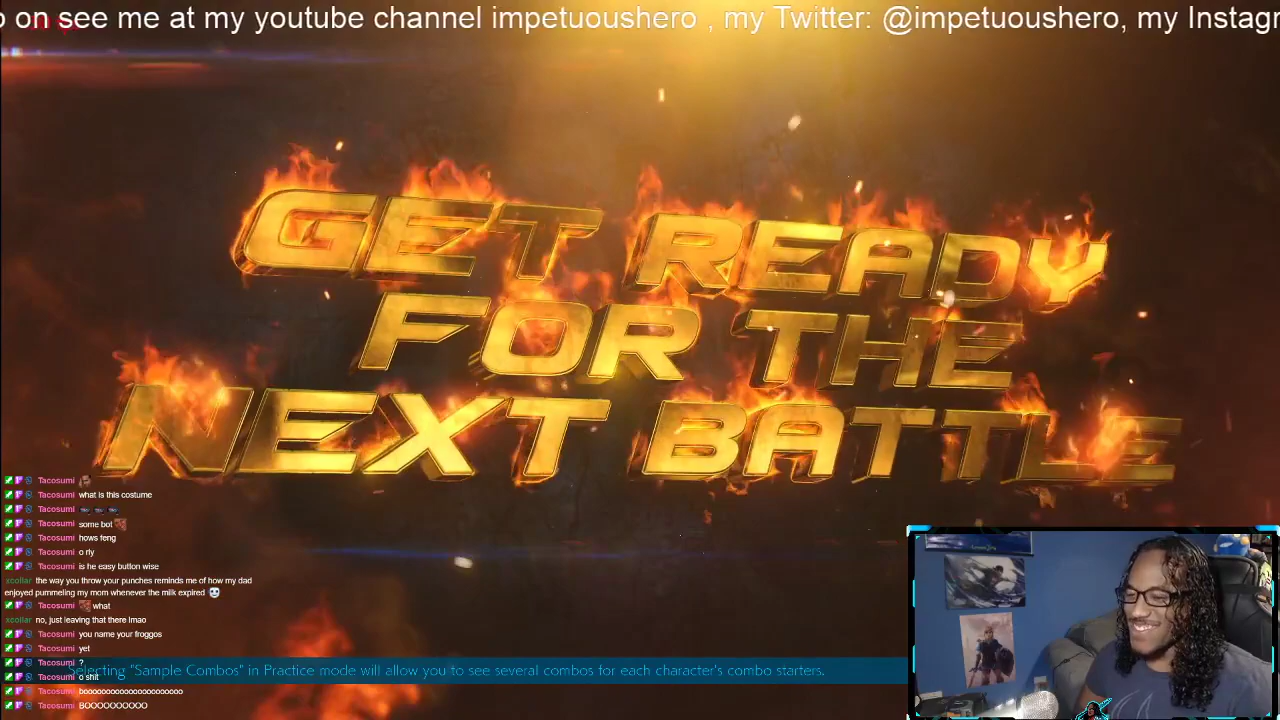 o on see me at my youtube channel impetuoushero , my Twitter: @impetuoushero, my Instagr
GET READY
FOR THE
NEXT BATTLE
Tacosumi
Tacosumi what is this costume
Tacosumi
Tacosumi some bot
Tacosumi hows feng
Tacosumi o rly
Tacosumi is he easy button wise
xcollar the way you throw your punches reminds me of how my dad
enjoyed pummeling my mom whenever the milk expired
Tacosumi what
xcollar no, just leaving that there lmao
Tacosumi you name your froggos
Tacosumi yet
Tacosumi ?
Selecting "Sample Combos" in Practice mode will allow you to see several combos for each character's combo starters.
Tacosumi o shit
Tacosumi booooooooooooooooooooo
Tacosumi BOOOOOOOOOO